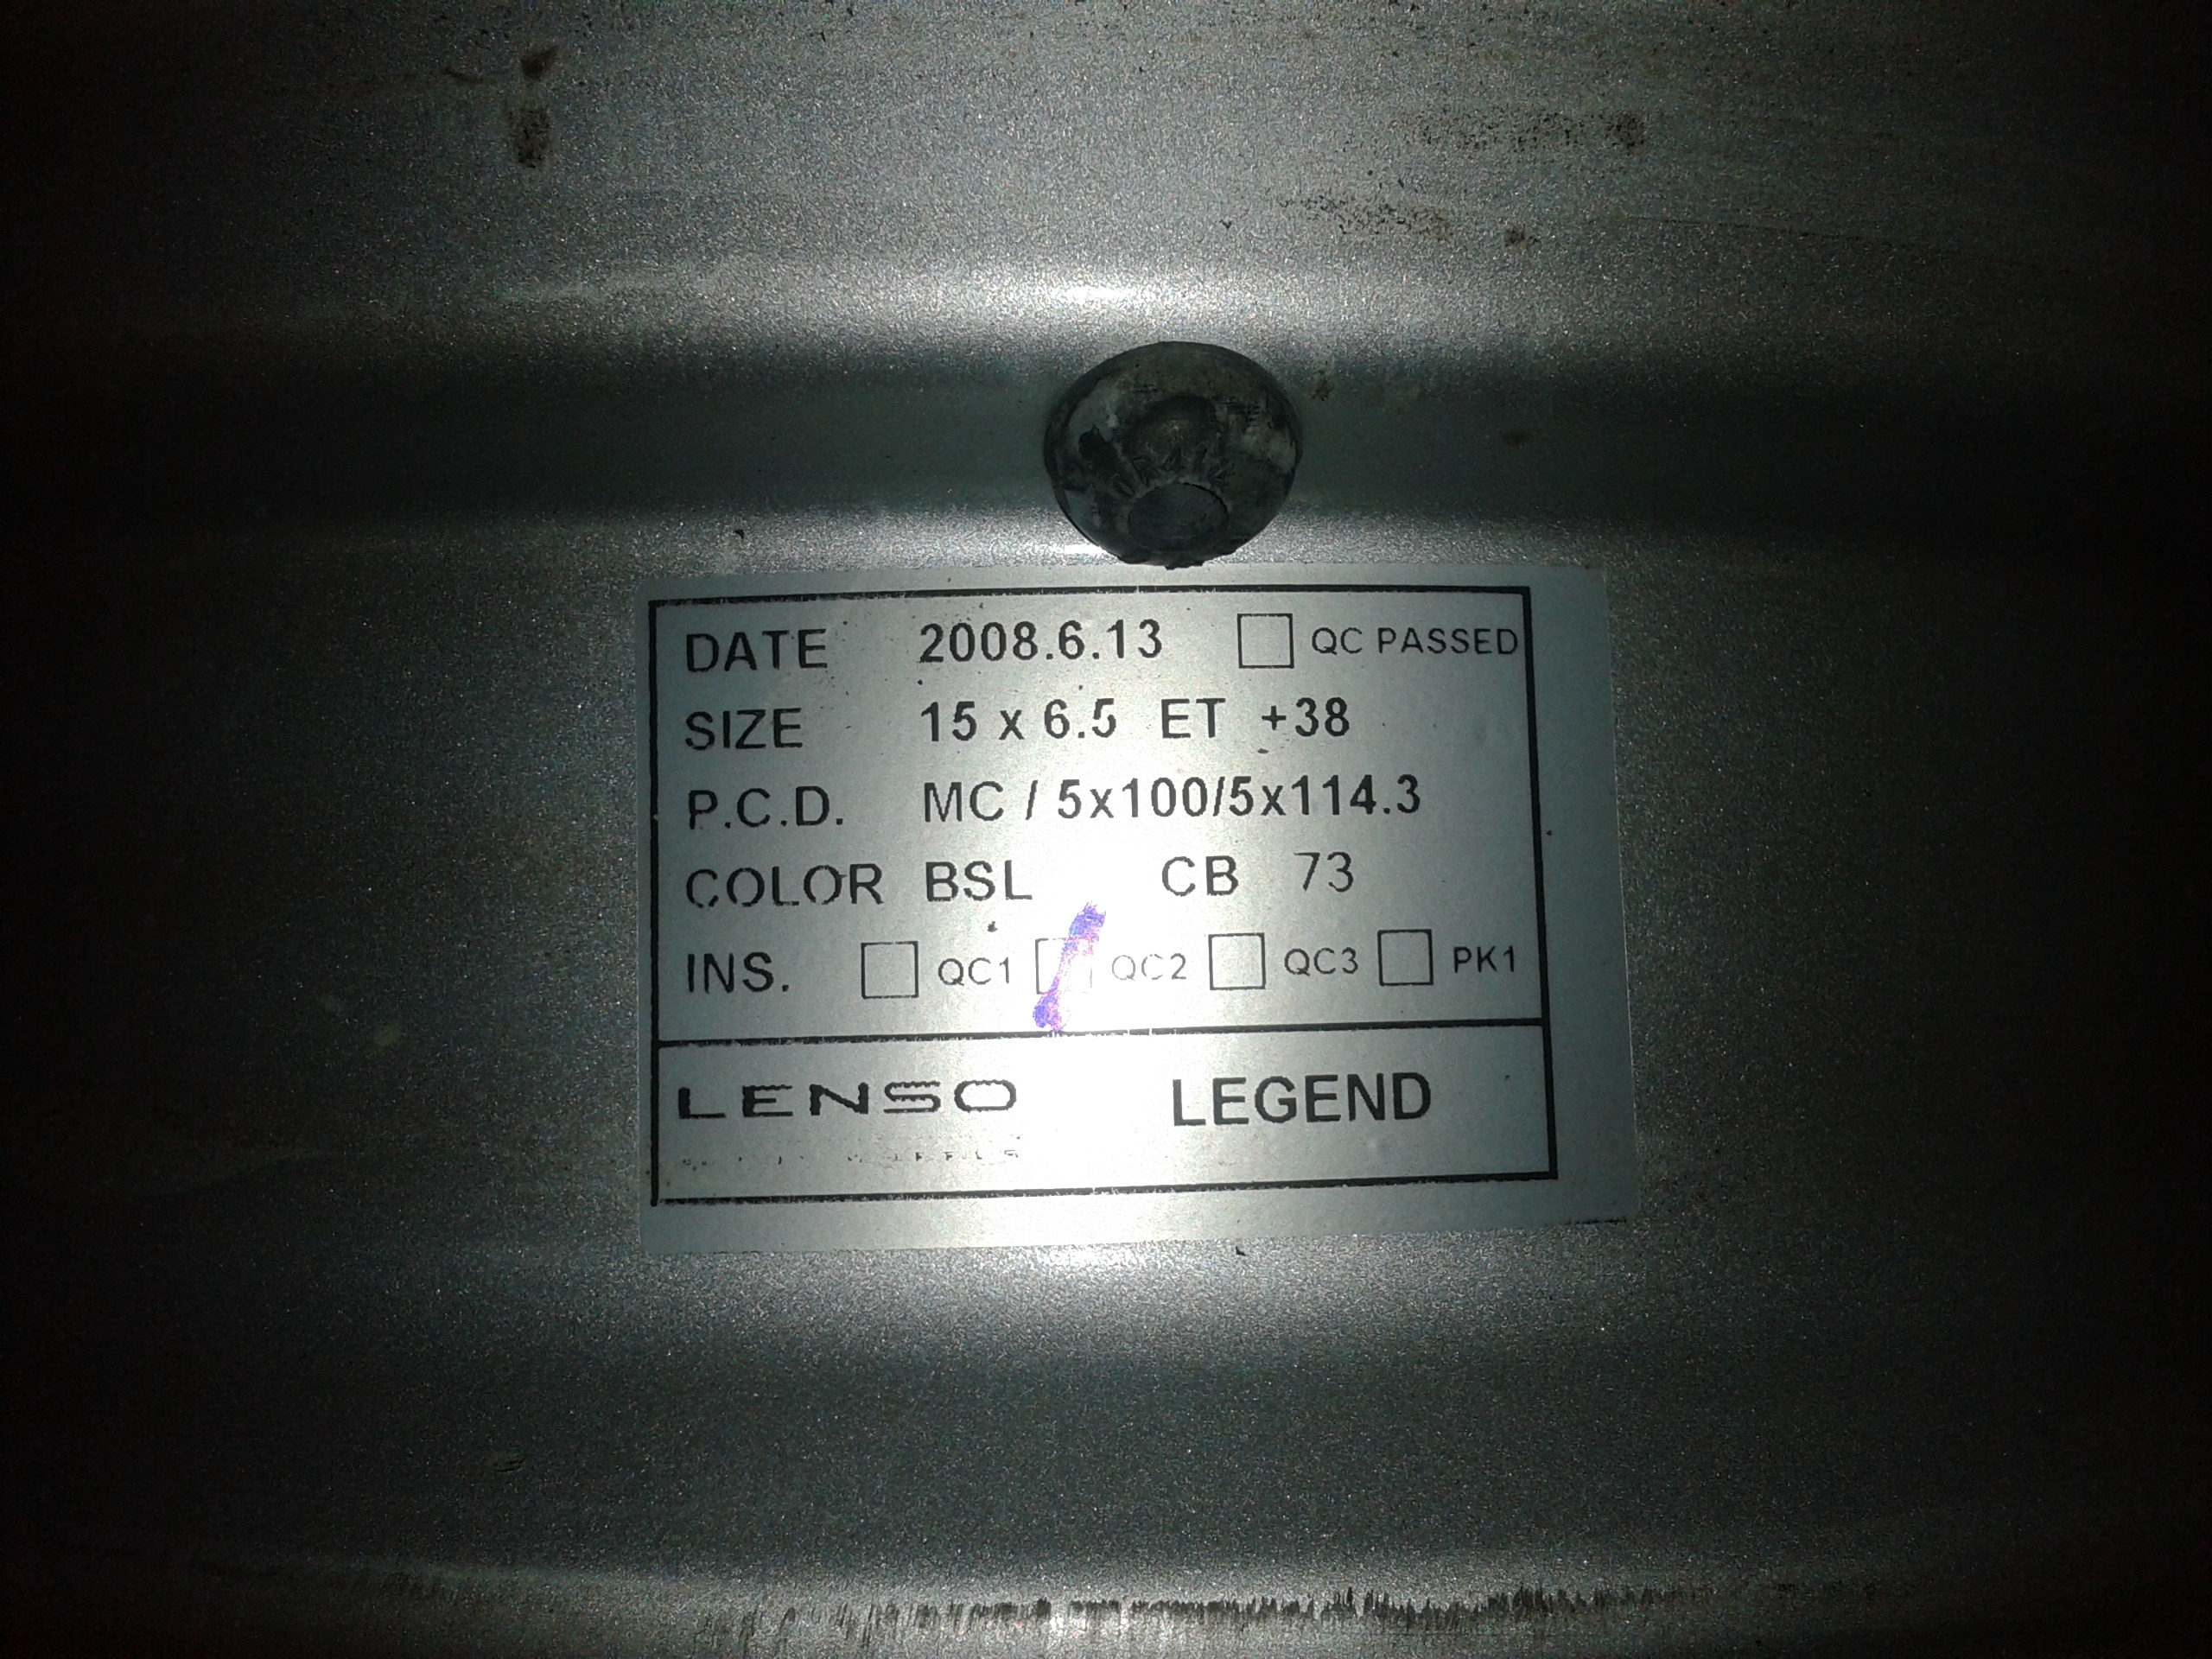 DATE 2008.6.13 QC PASSED
SIZE 15 x 6.5 ET +38
P.C.D. MC / 5x100/5x114.3
COLOR BSL CB 73
INS. QC1 QC2 QC3 PK1
LENSO LEGEND